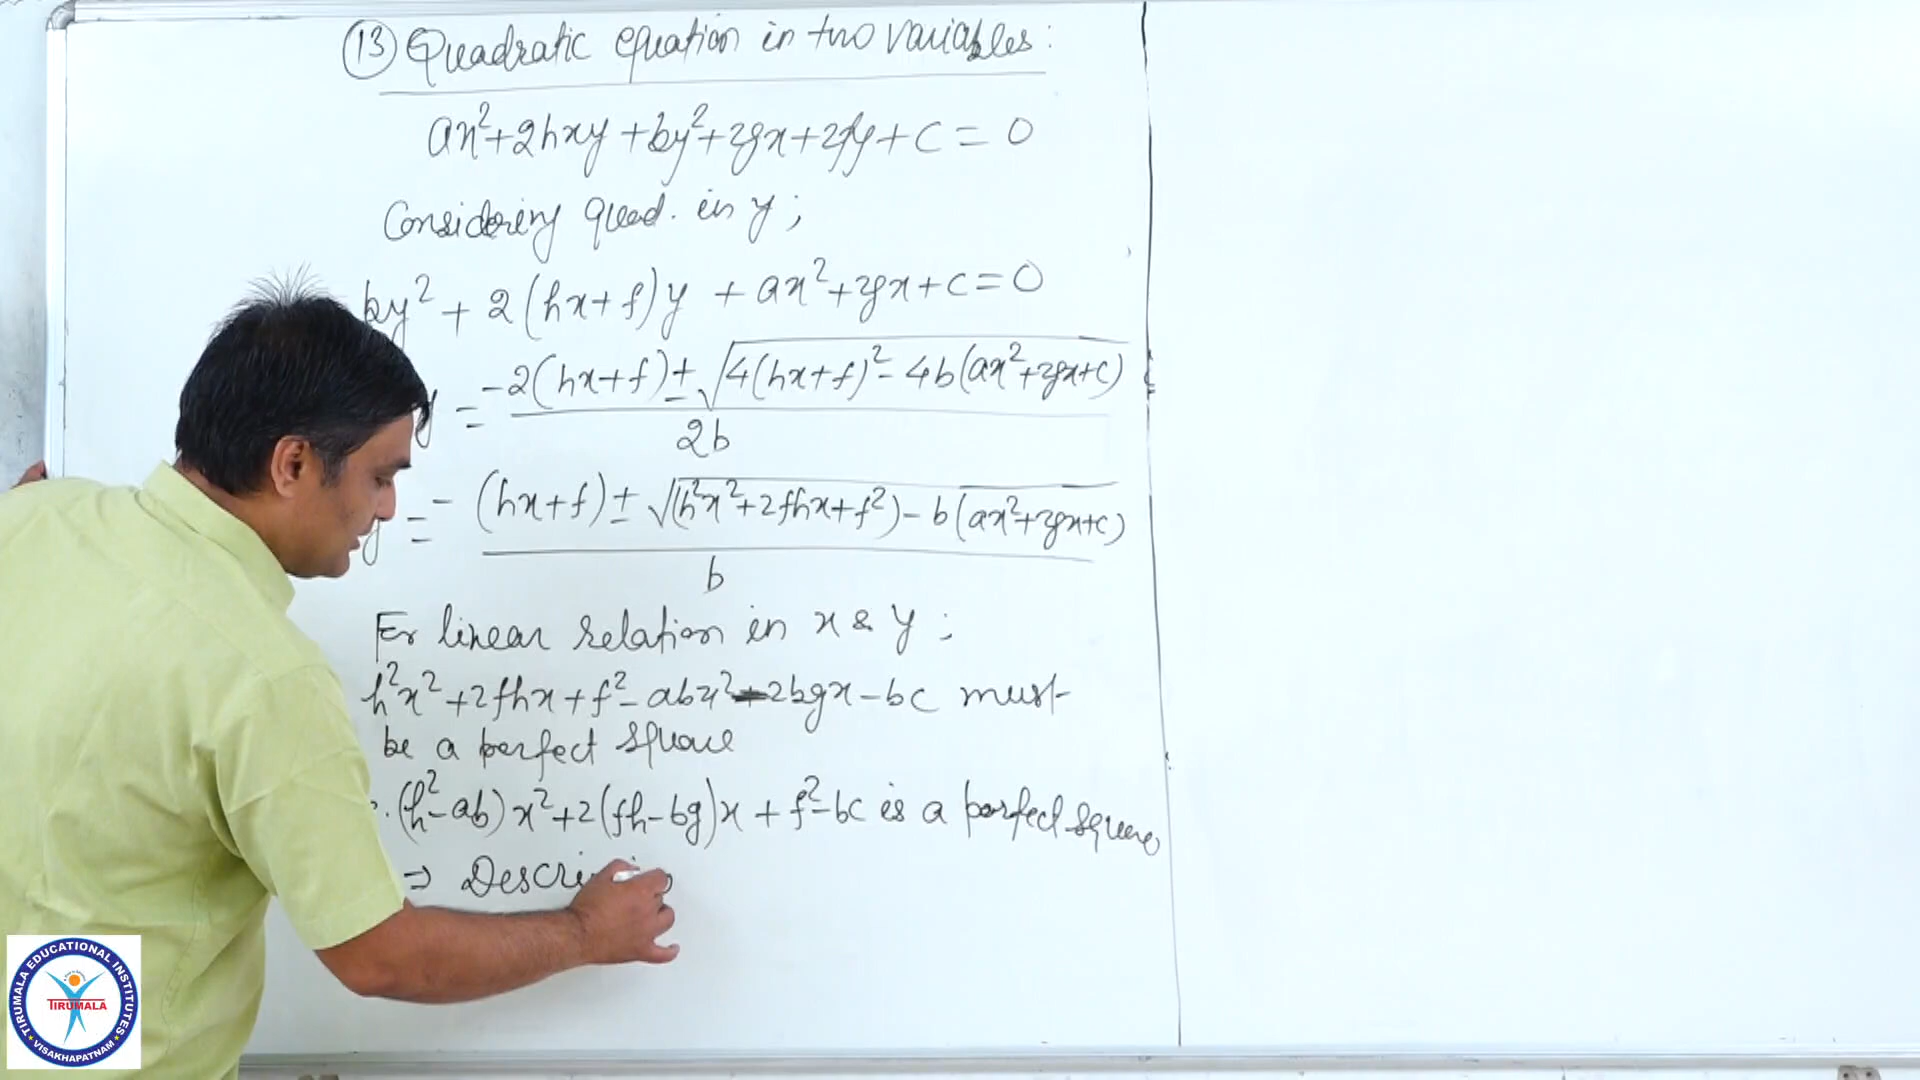 13 Quadratic equation in two variables:
ax²+2hxy+by²+2gx+2fy+c=0
Considering quad. in y;
by²+2(hx+f)y+ax²+2gx+c=0
y = -2(hx+f)±√4(hx+f)²-4b(ax²+2gx+c)
2b
y = -(hx+f)±√(h²x²+2fhx+f²)-b(ax²+2gx+c)
b
For linear relation in x & y;
h²x²+2fhx+f²-abx²-2bgx-bc must
be a perfect square
(h²-ab)x²+2(fh-bg)x+f²-bc is a perfect square
⇒ Descrimin
TIRUMALA EDUCATIONAL INSTITUTES
TIRUMALA
VISAKHAPATNAM